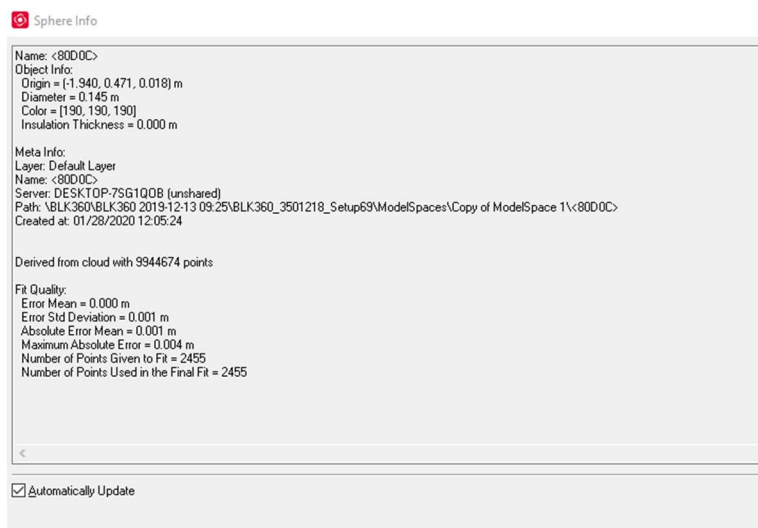 Sphere Info
Name: <80D0C>
Object Info:
Origin = (-1.940, 0.471, 0.018) m
Diameter = 0.145 m
Color = [190, 190, 190]
Insulation Thickness = 0.000 m
Meta Info:
Layer: Default Layer
Name: <80D0C>
Server: DESKTOP-7SG1QOB (unshared)
Path: \BLK360\BLK360 2019-12-13 09:25\BLK360_3501218_Setup69\ModelSpaces\Copy of ModelSpace 1\<80D0C>
Created at: 01/28/2020 12:05:24
Derived from cloud with 9944674 points
Fit Quality:
Error Mean = 0.000 m
Error Std Deviation = 0.001 m
Absolute Error Mean = 0.001 m
Maximum Absolute Error = 0.004 m
Number of Points Given to Fit = 2455
Number of Points Used in the Final Fit = 2455
Automatically Update